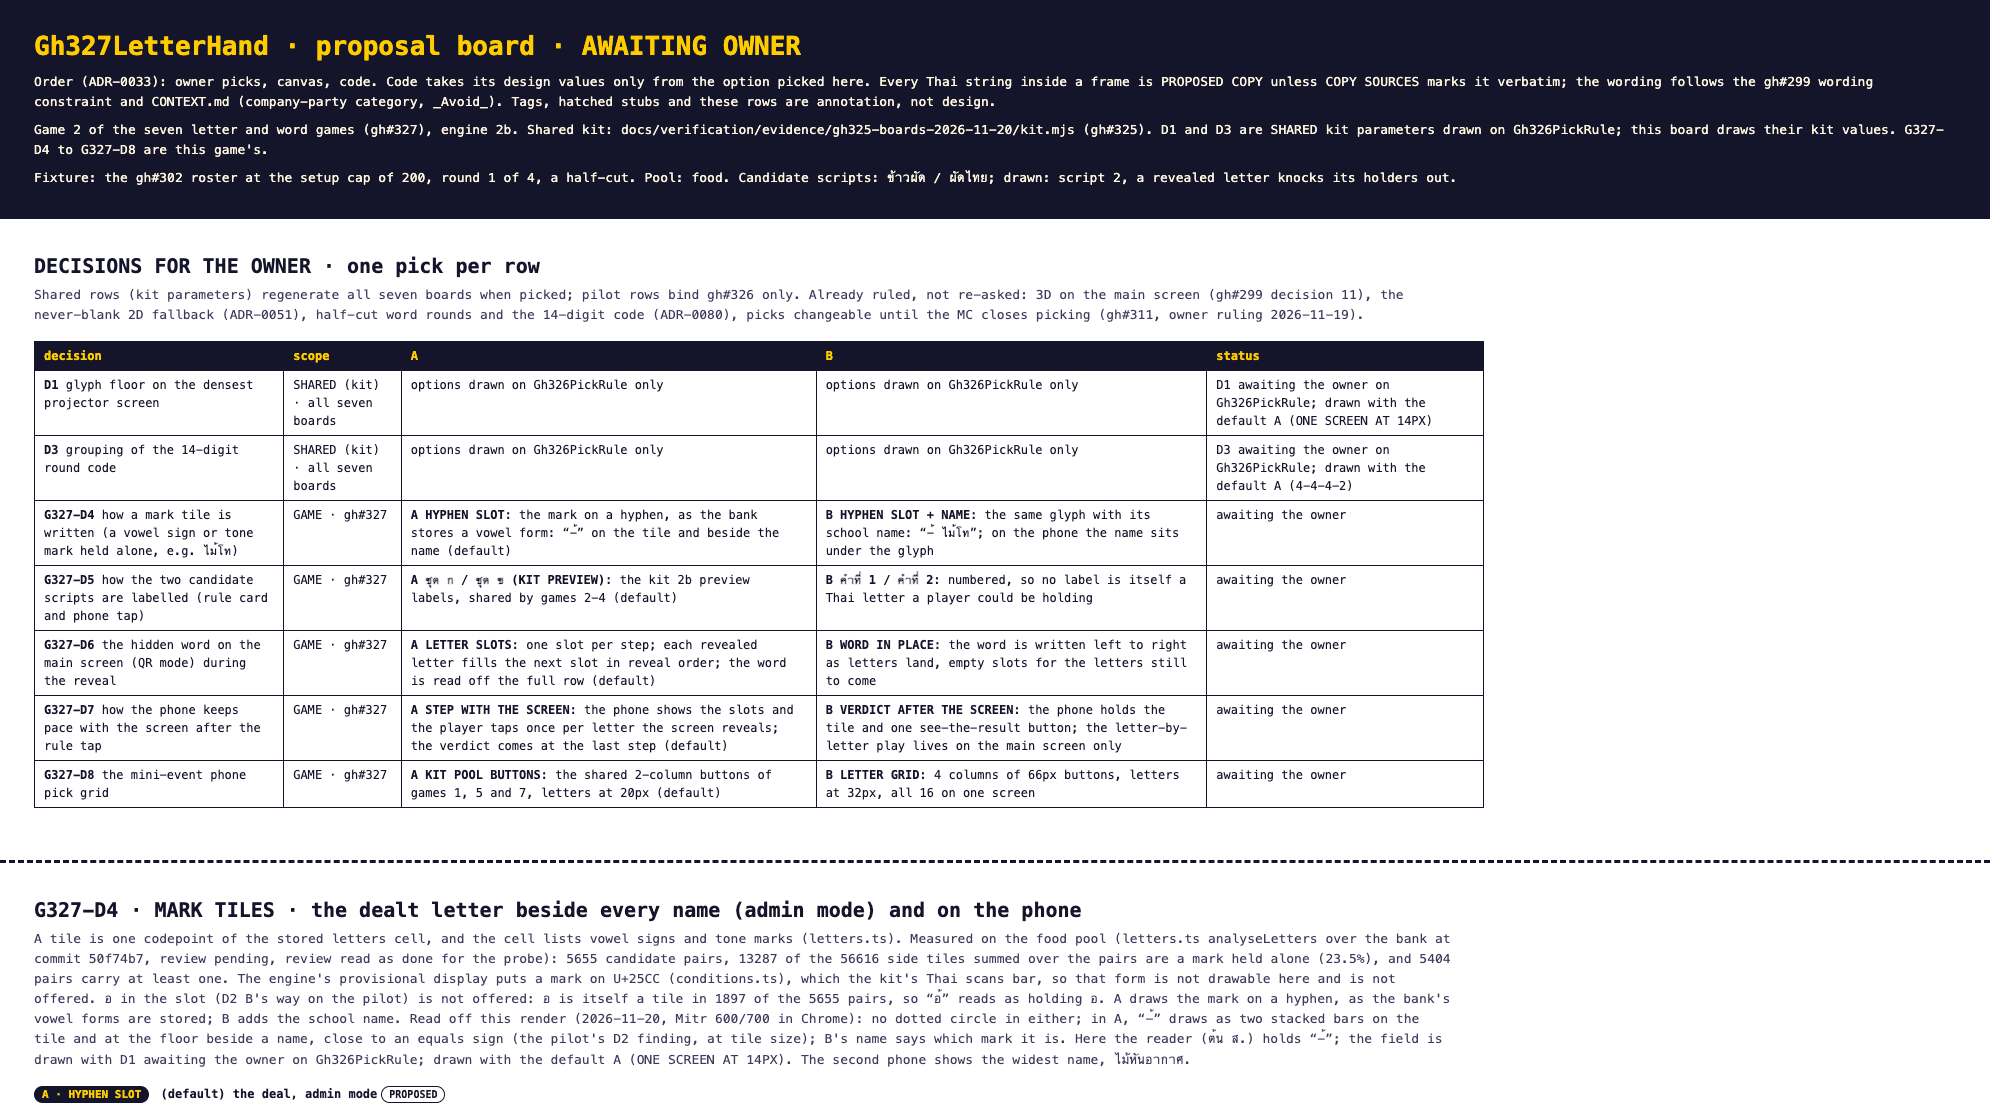 Gh327LetterHand · proposal board · AWAITING OWNER
Order (ADR-0033): owner picks, canvas, code. Code takes its design values only from the option picked here. Every Thai string inside a frame is PROPOSED COPY unless COPY SOURCES marks it verbatim; the wording follows the gh#299 wording
constraint and CONTEXT.md (company-party category, _Avoid_). Tags, hatched stubs and these rows are annotation, not design.
Game 2 of the seven letter and word games (gh#327), engine 2b. Shared kit: docs/verification/evidence/gh325-boards-2026-11-20/kit.mjs (gh#325). D1 and D3 are SHARED kit parameters drawn on Gh326PickRule; this board draws their kit values. G327-
D4 to G327-D8 are this game's.
Fixture: the gh#302 roster at the setup cap of 200, round 1 of 4, a half-cut. Pool: food. Candidate scripts: ข้าวผัด / ผัดไทย; drawn: script 2, a revealed letter knocks its holders out.
DECISIONS FOR THE OWNER · one pick per row
Shared rows (kit parameters) regenerate all seven boards when picked; pilot rows bind gh#326 only. Already ruled, not re-asked: 3D on the main screen (gh#299 decision 11), the
never-blank 2D fallback (ADR-0051), half-cut word rounds and the 14-digit code (ADR-0080), picks changeable until the MC closes picking (gh#311, owner ruling 2026-11-19).
decision scope A B status
D1 glyph floor on the densest
projector screen
SHARED (kit)
· all seven
boards
options drawn on Gh326PickRule only
options drawn on Gh326PickRule only
D1 awaiting the owner on
Gh326PickRule; drawn with the
default A (ONE SCREEN AT 14PX)
D3 grouping of the 14-digit
round code
SHARED (kit)
· all seven
boards
options drawn on Gh326PickRule only
options drawn on Gh326PickRule only
D3 awaiting the owner on
Gh326PickRule; drawn with the
default A (4-4-4-2)
G327-D4 how a mark tile is
written (a vowel sign or tone
mark held alone, e.g. ไม้โท)
GAME · gh#327
A HYPHEN SLOT: the mark on a hyphen, as the bank
stores a vowel form: “-้” on the tile and beside the
name (default)
B HYPHEN SLOT + NAME: the same glyph with its
school name: “-้ ไม้โท”; on the phone the name sits
under the glyph
awaiting the owner
G327-D5 how the two candidate
scripts are labelled (rule card
and phone tap)
GAME · gh#327
A ชุด ก / ชุด ข (KIT PREVIEW): the kit 2b preview
labels, shared by games 2-4 (default)
B คำที่ 1 / คำที่ 2: numbered, so no label is itself a
Thai letter a player could be holding
awaiting the owner
G327-D6 the hidden word on the
main screen (QR mode) during
the reveal
GAME · gh#327
A LETTER SLOTS: one slot per step; each revealed
letter fills the next slot in reveal order; the word
is read off the full row (default)
B WORD IN PLACE: the word is written left to right
as letters land, empty slots for the letters still
to come
awaiting the owner
G327-D7 how the phone keeps
pace with the screen after the
rule tap
GAME · gh#327
A STEP WITH THE SCREEN: the phone shows the slots and
the player taps once per letter the screen reveals;
the verdict comes at the last step (default)
B VERDICT AFTER THE SCREEN: the phone holds the
tile and one see-the-result button; the letter-by-
letter play lives on the main screen only
awaiting the owner
G327-D8 the mini-event phone
pick grid
GAME · gh#327
A KIT POOL BUTTONS: the shared 2-column buttons of
games 1, 5 and 7, letters at 20px (default)
B LETTER GRID: 4 columns of 66px buttons, letters
at 32px, all 16 on one screen
awaiting the owner
G327-D4 · MARK TILES · the dealt letter beside every name (admin mode) and on the phone
A tile is one codepoint of the stored letters cell, and the cell lists vowel signs and tone marks (letters.ts). Measured on the food pool (letters.ts analyseLetters over the bank at
commit 50f74b7, review pending, review read as done for the probe): 5655 candidate pairs, 13287 of the 56616 side tiles summed over the pairs are a mark held alone (23.5%), and 5404
pairs carry at least one. The engine's provisional display puts a mark on U+25CC (conditions.ts), which the kit's Thai scans bar, so that form is not drawable here and is not
offered. อ in the slot (D2 B's way on the pilot) is not offered: อ is itself a tile in 1897 of the 5655 pairs, so “อ้” reads as holding อ. A draws the mark on a hyphen, as the bank's
vowel forms are stored; B adds the school name. Read off this render (2026-11-20, Mitr 600/700 in Chrome): no dotted circle in either; in A, “-้” draws as two stacked bars on the
tile and at the floor beside a name, close to an equals sign (the pilot's D2 finding, at tile size); B's name says which mark it is. Here the reader (ต้น ส.) holds “-้”; the field is
drawn with D1 awaiting the owner on Gh326PickRule; drawn with the default A (ONE SCREEN AT 14PX). The second phone shows the widest name, ไม้หันอากาศ.
A · HYPHEN SLOT (default) the deal, admin mode PROPOSED